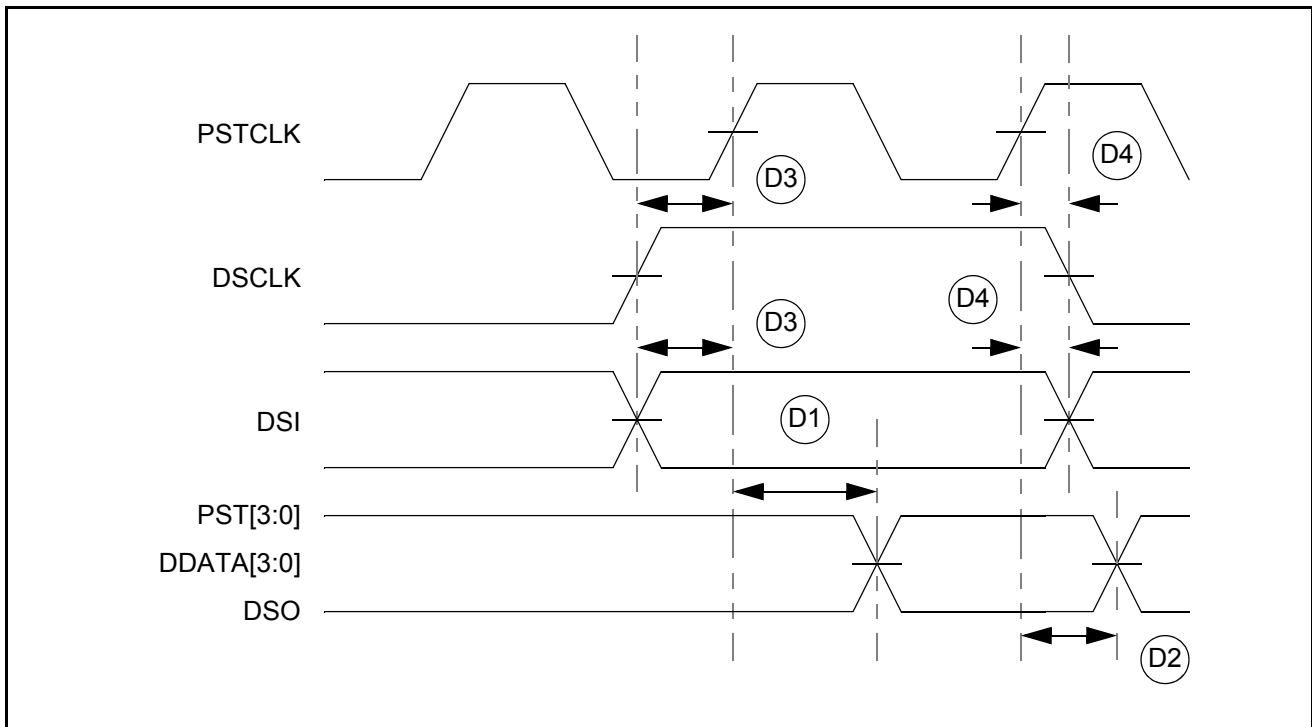 PSTCLK
D4
D3
DSCLK
D4
D3
DSI
D1
PST[3:0]
DDATA[3:0]
DSO
D2